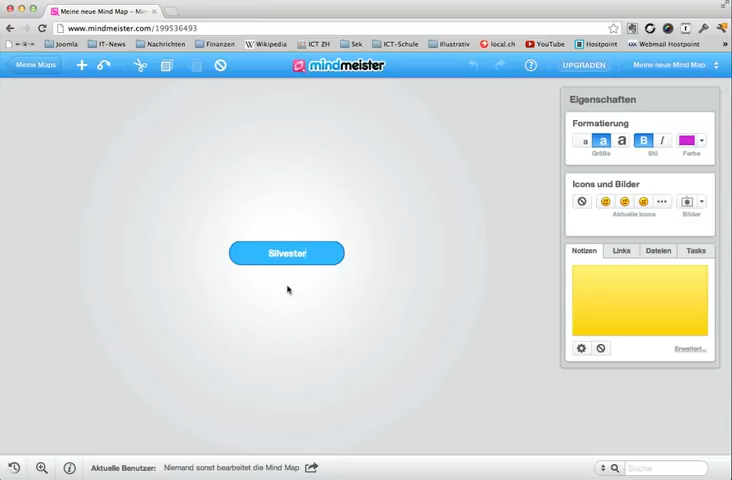 Meine neue Mind Map - Min
www.mindmeister.com/199536493
Joomla IT-News Nachrichten Finanzen Wikipedia ICT ZH Sek ICT-Schule Illustrativ local.ch YouTube Hostpoint Webmail Hostpoint
Meine Maps
mindmeister
UPGRADEN
Meine neue Mind Map
Eigenschaften
Formatierung
a a a B I
Größe Stil Farbe
Icons und Bilder
Aktuelle Icons Bilder
Notizen Links Dateien Tasks
Silvester
Erweitert...
Aktuelle Benutzer: Niemand sonst bearbeitet die Mind Map
Suche